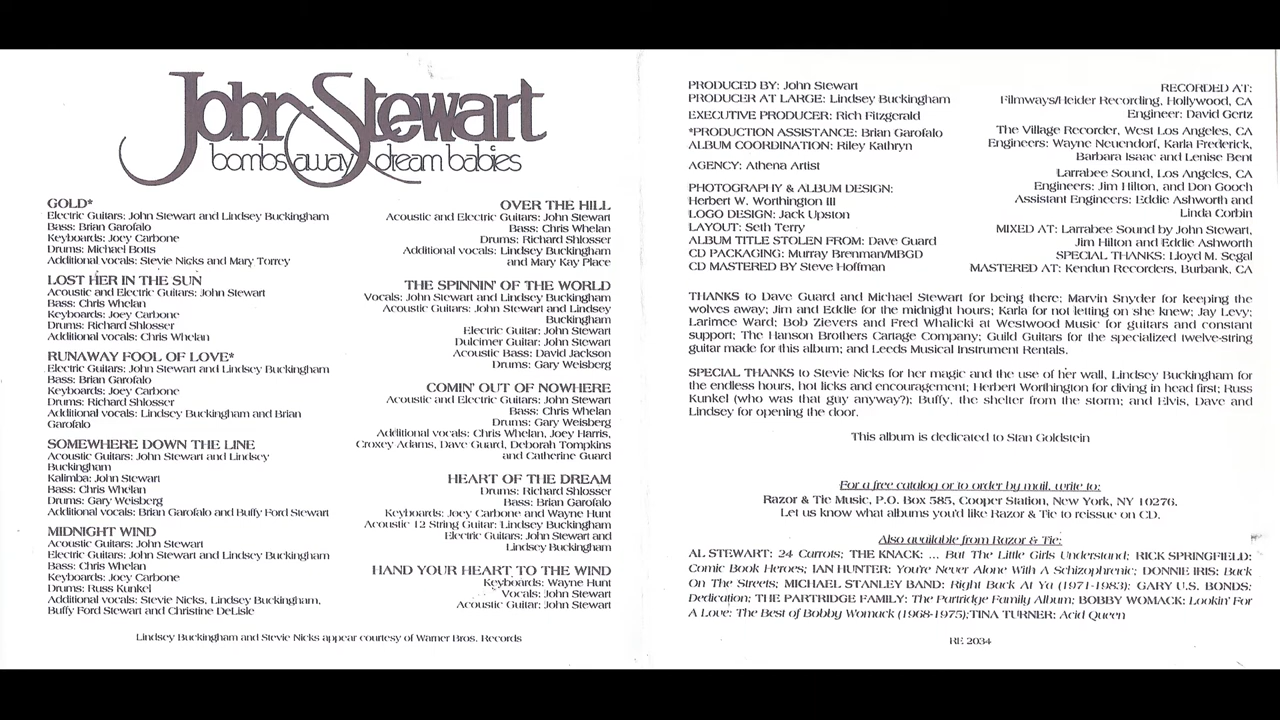 John Stewart
bombs away dream babies
GOLD*
Electric Guitars: John Stewart and Lindsey Buckingham
Bass: Brian Garofalo
Keyboards: Joey Carbone
Drums: Michael Botts
Additional vocals: Stevie Nicks and Mary Torrey
LOST HER IN THE SUN
Acoustic and Electric Guitars: John Stewart
Bass: Chris Whelan
Keyboards: Joey Carbone
Drums: Richard Shlosser
Additional vocals: Chris Whelan
RUNAWAY FOOL OF LOVE*
Electric Guitars: John Stewart and Lindsey Buckingham
Bass: Brian Garofalo
Keyboards: Joey Carbone
Drums: Richard Shlosser
Additional vocals: Lindsey Buckingham and Brian
Garofalo
SOMEWHERE DOWN THE LINE
Acoustic Guitars: John Stewart and Lindsey
Buckingham
Kalimba: John Stewart
Bass: Chris Whelan
Drums: Gary Weisberg
Additional vocals: Brian Garofalo and Buffy Ford Stewart
MIDNIGHT WIND
Acoustic Guitars: John Stewart
Electric Guitars: John Stewart and Lindsey Buckingham
Bass: Chris Whelan
Keyboards: Joey Carbone
Drums: Russ Kunkel
Additional vocals: Stevie Nicks, Lindsey Buckingham,
Buffy Ford Stewart and Christine DeLisle
OVER THE HILL
Acoustic and Electric Guitars: John Stewart
Bass: Chris Whelan
Drums: Richard Shlosser
Additional vocals: Lindsey Buckingham
and Mary Kay Place
THE SPINNIN' OF THE WORLD
Vocals: John Stewart and Lindsey Buckingham
Acoustic Guitars: John Stewart and Lindsey
Buckingham
Electric Guitar: John Stewart
Dulcimer Guitar: John Stewart
Acoustic Bass: David Jackson
Drums: Gary Weisberg
COMIN' OUT OF NOWHERE
Acoustic and Electric Guitars: John Stewart
Bass: Chris Whelan
Drums: Gary Weisberg
Additional vocals: Chris Whelan, Joey Harris,
Croxey Adams, Dave Guard, Deborah Tompkins
and Catherine Guard
HEART OF THE DREAM
Drums: Richard Shlosser
Bass: Brian Garofalo
Keyboards: Joey Carbone and Wayne Hunt
Acoustic 12 String Guitar: Lindsey Buckingham
Electric Guitars: John Stewart and
Lindsey Buckingham
HAND YOUR HEART TO THE WIND
Keyboards: Wayne Hunt
Vocals: John Stewart
Acoustic Guitar: John Stewart
Lindsey Buckingham and Stevie Nicks appear courtesy of Warner Bros. Records
PRODUCED BY: John Stewart
PRODUCER AT LARGE: Lindsey Buckingham
EXECUTIVE PRODUCER: Rich Fitzgerald
*PRODUCTION ASSISTANCE: Brian Garofalo
ALBUM COORDINATION: Riley Kathryn
AGENCY: Athena Artist
PHOTOGRAPHY & ALBUM DESIGN:
Herbert W. Worthington III
LOGO DESIGN: Jack Upston
LAYOUT: Seth Terry
ALBUM TITLE STOLEN FROM: Dave Guard
CD PACKAGING: Murray Brenman/MBGD
CD MASTERED BY Steve Hoffman
RECORDED AT:
Filmways/Heider Recording, Hollywood, CA
Engineer: David Gertz
The Village Recorder, West Los Angeles, CA
Engineers: Wayne Neuendorf, Karla Frederick,
Barbara Isaac and Lenise Bent
Larrabee Sound, Los Angeles, CA
Engineers: Jim Hilton, and Don Gooch
Assistant Engineers: Eddie Ashworth and
Linda Corbin
MIXED AT: Larrabee Sound by John Stewart,
Jim Hilton and Eddie Ashworth
SPECIAL THANKS: Lloyd M. Segal
MASTERED AT: Kendun Recorders, Burbank, CA
THANKS to Dave Guard and Michael Stewart for being there; Marvin Snyder for keeping the
wolves away; Jim and Eddie for the midnight hours; Karla for not letting on she knew; Jay Levy;
Larimee Ward; Bob Zievers and Fred Whalicki at Westwood Music for guitars and constant
support; The Hanson Brothers Cartage Company; Guild Guitars for the specialized twelve-string
guitar made for this album; and Leeds Musical Instrument Rentals.
SPECIAL THANKS to Stevie Nicks for her magic and the use of her wall, Lindsey Buckingham for
the endless hours, hot licks and encouragement; Herbert Worthington for diving in head first; Russ
Kunkel (who was that guy anyway?); Buffy, the shelter from the storm; and Elvis, Dave and
Lindsey for opening the door.
This album is dedicated to Stan Goldstein
For a free catalog or to order by mail, write to:
Razor & Tie Music, P.O. Box 585, Cooper Station, New York, NY 10276.
Let us know what albums you'd like Razor & Tie to reissue on CD.
Also available from Razor & Tie:
AL STEWART: 24 Carrots; THE KNACK: ... But The Little Girls Understand; RICK SPRINGFIELD:
Comic Book Heroes; IAN HUNTER: You're Never Alone With A Schizophrenic; DONNIE IRIS: Back
On The Streets; MICHAEL STANLEY BAND: Right Back At Ya (1971-1983); GARY U.S. BONDS:
Dedication; THE PARTRIDGE FAMILY: The Partridge Family Album; BOBBY WOMACK: Lookin' For
A Love: The Best of Bobby Womack (1968-1975);TINA TURNER: Acid Queen
RE 2034